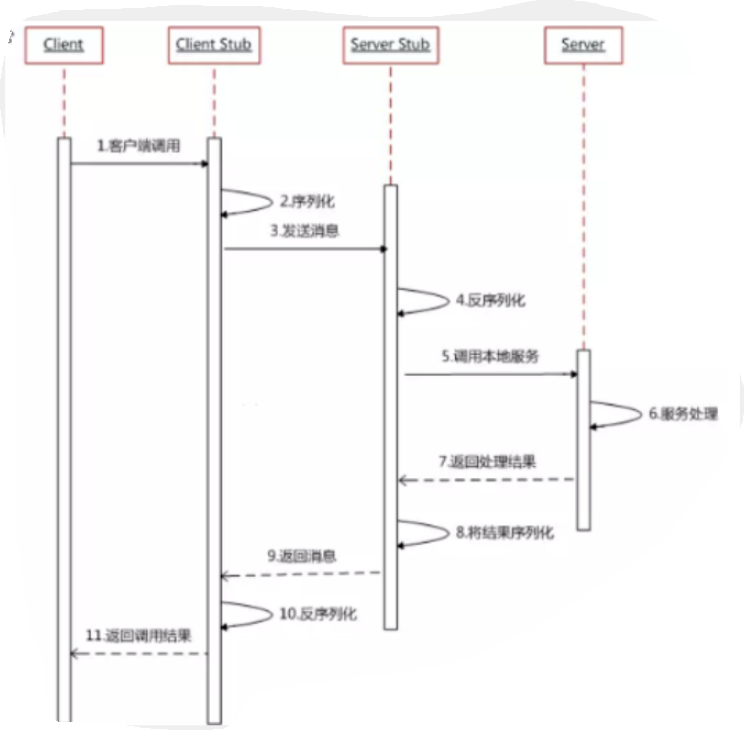 Client
Client Stub
Server Stub
Server
1.客户端调用
2.序列化
3.发送消息
4.反序列化
5.调用本地服务
6.服务处理
7.返回处理结果
8.将结果序列化
9.返回消息
10.反序列化
11.返回调用结果